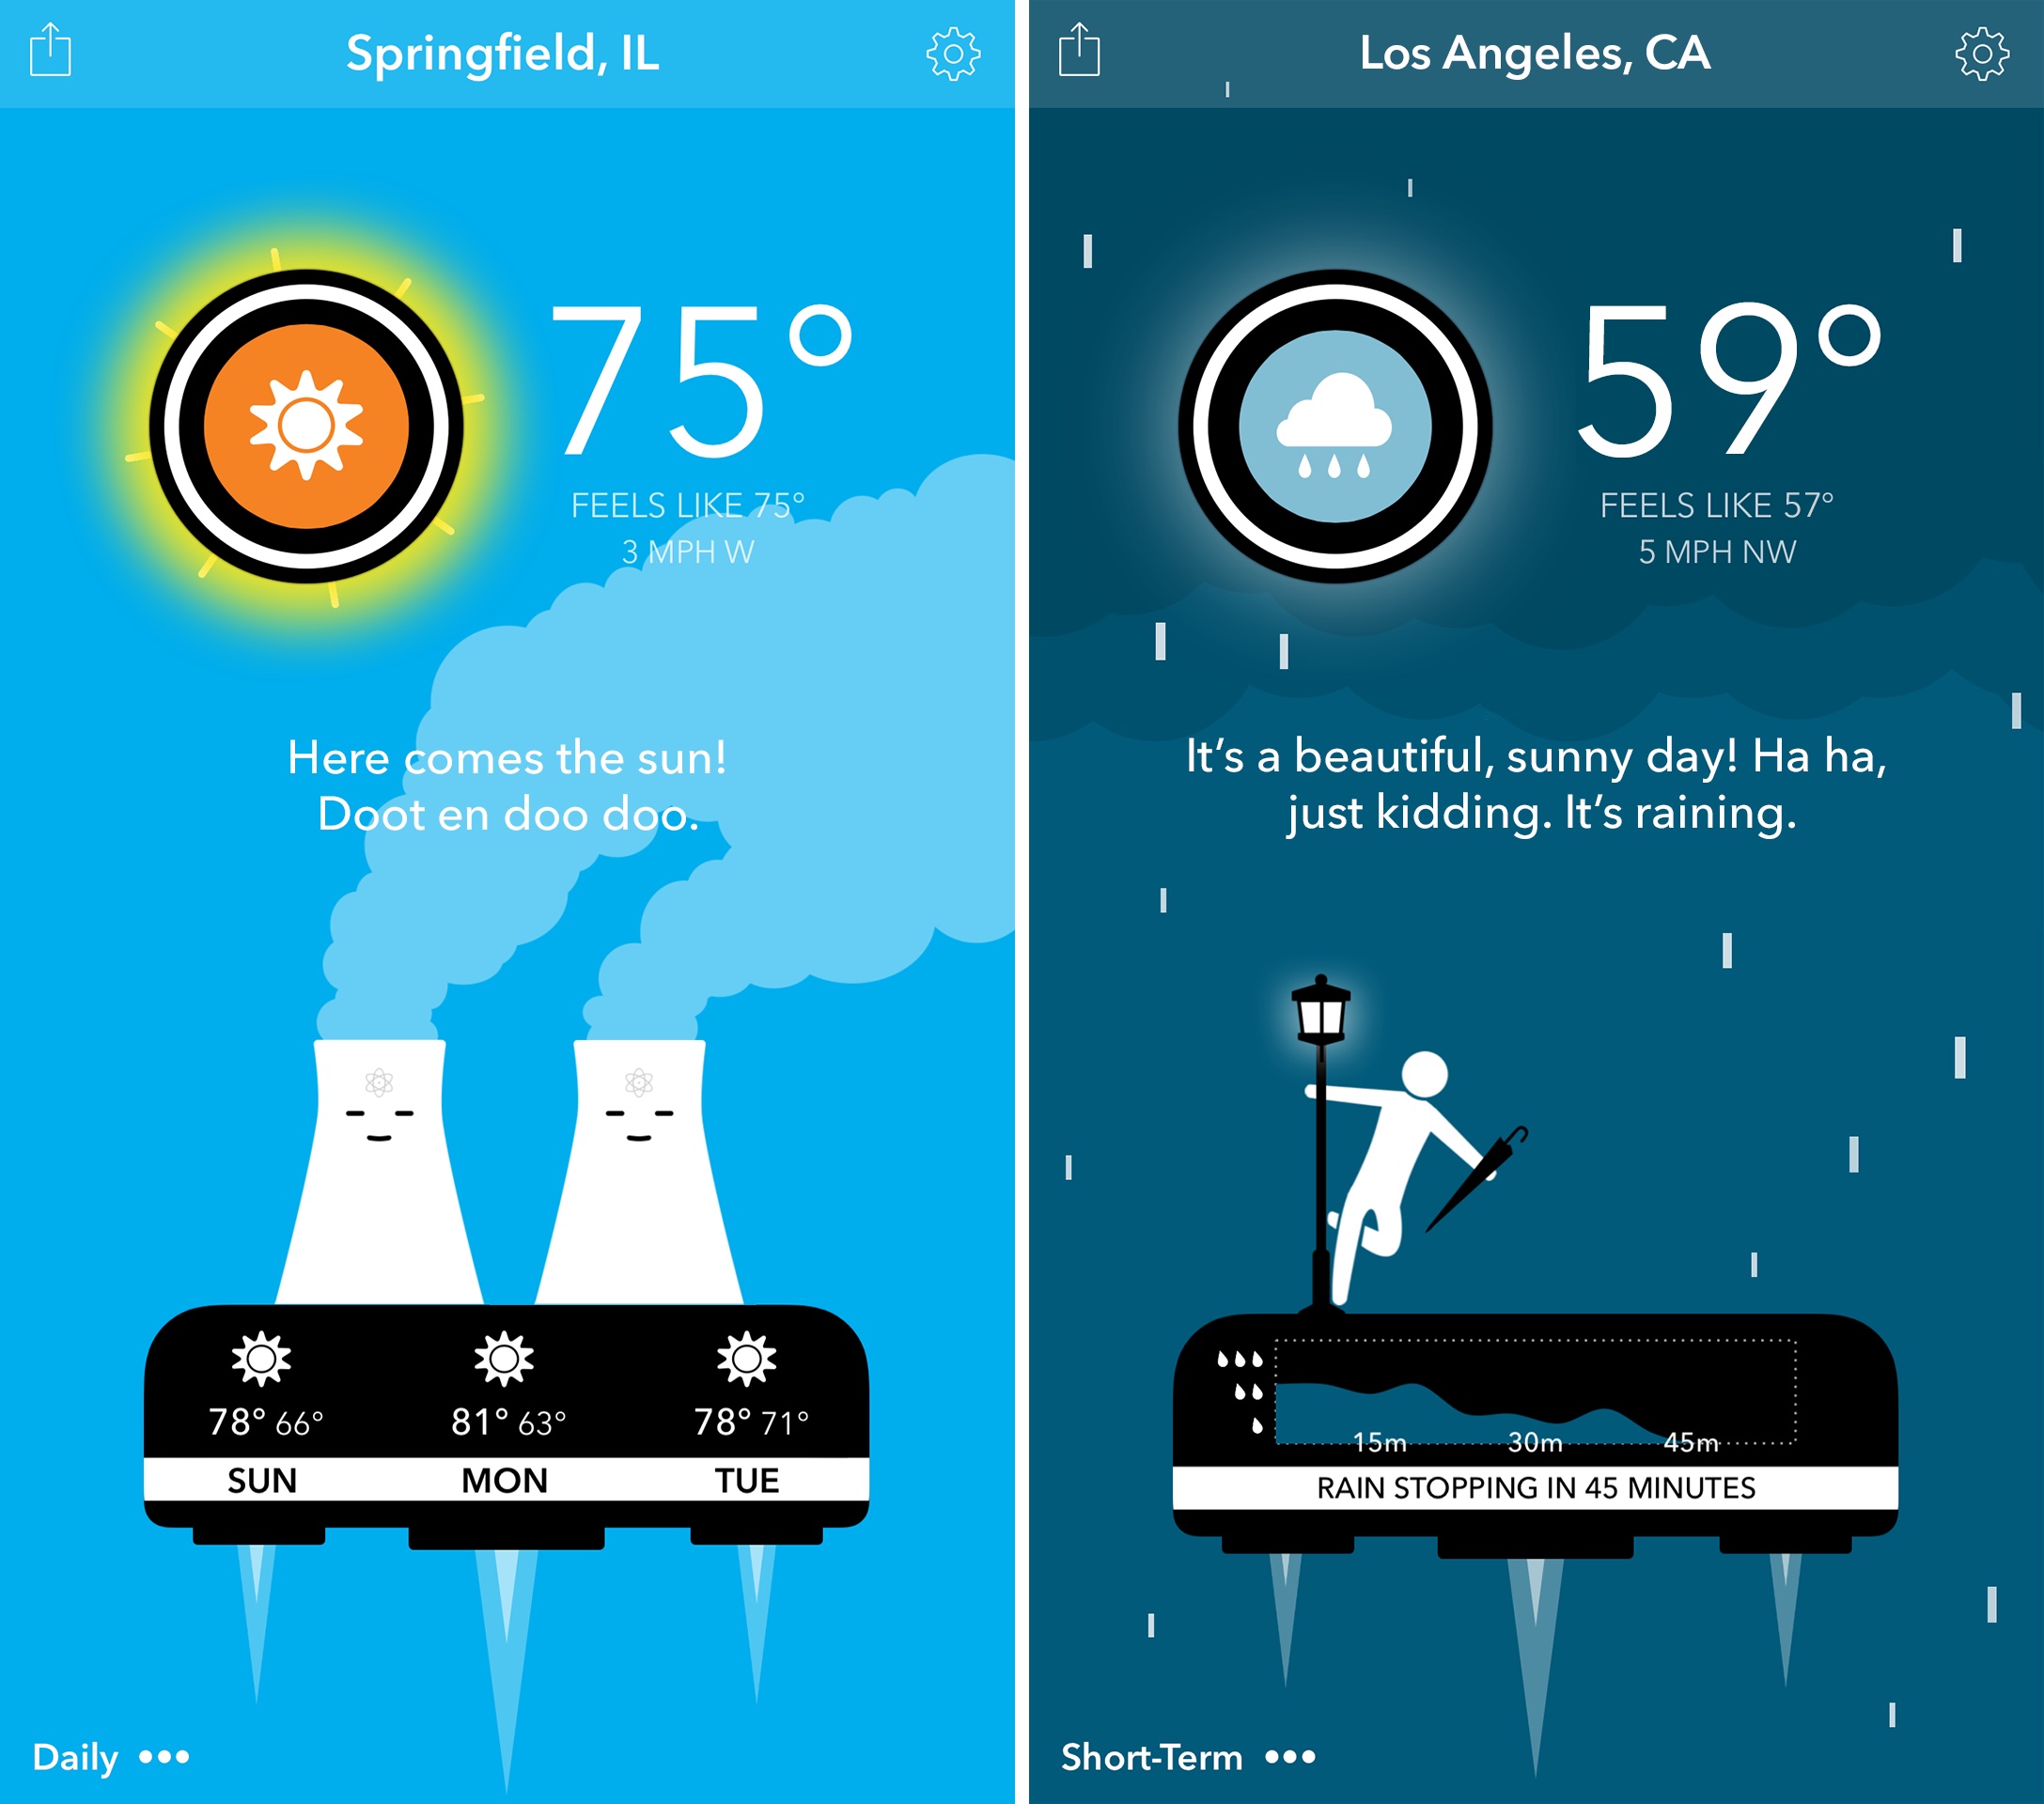 Springfield, IL
75°
FEELS LIKE 75°
3 MPH W
Here comes the sun!
Doot en doo doo.
78° 66°
81° 63°
78° 71°
SUN
MON
TUE
Daily
Los Angeles, CA
59°
FEELS LIKE 57°
5 MPH NW
It's a beautiful, sunny day! Ha ha,
just kidding. It's raining.
15m
30m
45m
RAIN STOPPING IN 45 MINUTES
Short-Term